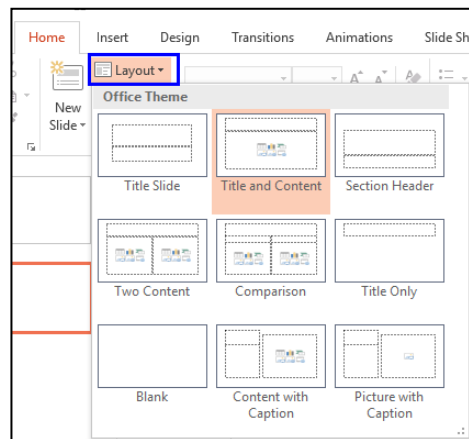 Home Insert Design Transitions Animations Slide Sh
Layout
New
Slide
Office Theme
Title Slide Title and Content Section Header
Two Content Comparison Title Only
Blank Content with Caption Picture with Caption